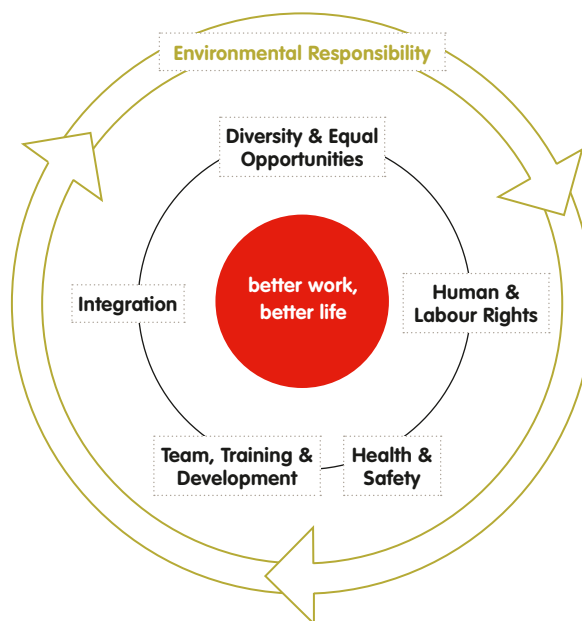 Environmental Responsibility
Diversity & Equal
Opportunities
better work,
better life
Integration
Human &
Labour Rights
Team, Training &
Development
Health &
Safety